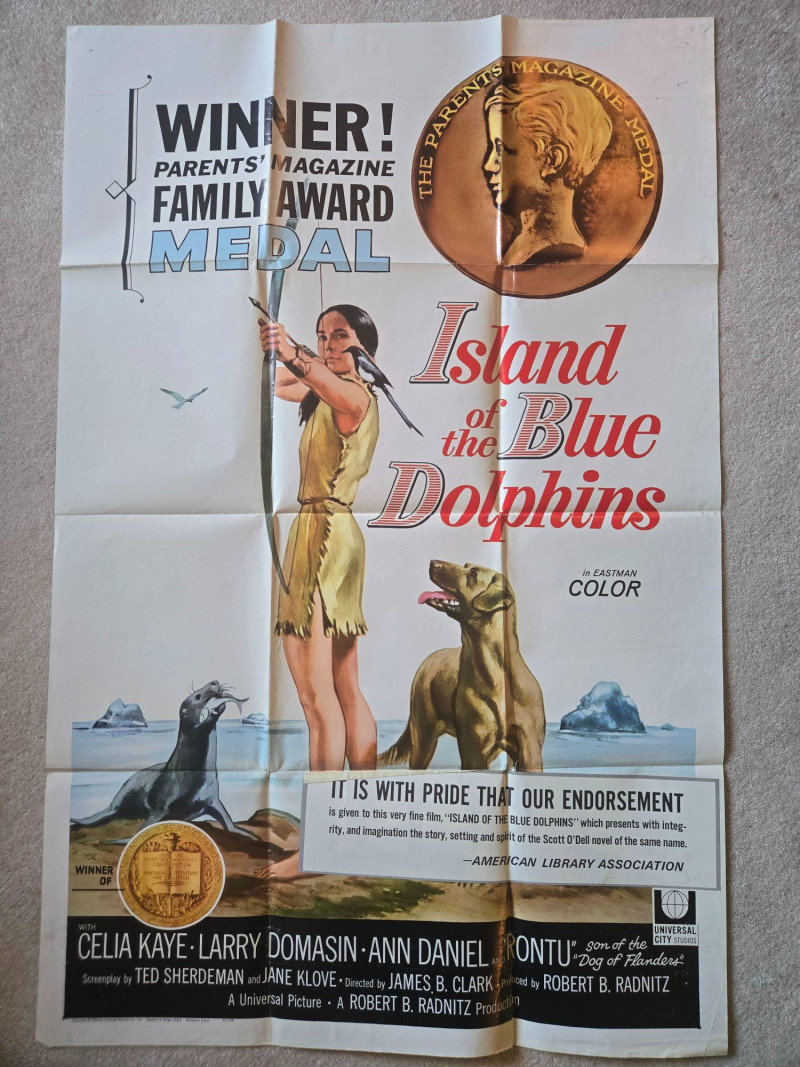 WINNER!
PARENTS' MAGAZINE
FAMILY AWARD
MEDAL
THE PARENTS' MAGAZINE MEDAL
Island
of
the Blue
Dolphins
in EASTMAN
COLOR
IT IS WITH PRIDE THAT OUR ENDORSEMENT
is given to this very fine film, "ISLAND OF THE BLUE DOLPHINS" which presents with integ-
rity, and imagination the story, setting and spirit of the Scott O'Dell novel of the same name.
—AMERICAN LIBRARY ASSOCIATION
WINNER
OF
UNIVERSAL
CITY STUDIOS
WITH
CELIA KAYE · LARRY DOMASIN · ANN DANIEL AND "RONTU" son of the
"Dog of Flanders"
Screenplay by TED SHERDEMAN and JANE KLOVE · Directed by JAMES B. CLARK · Produced by ROBERT B. RADNITZ
A Universal Picture · A ROBERT B. RADNITZ Production